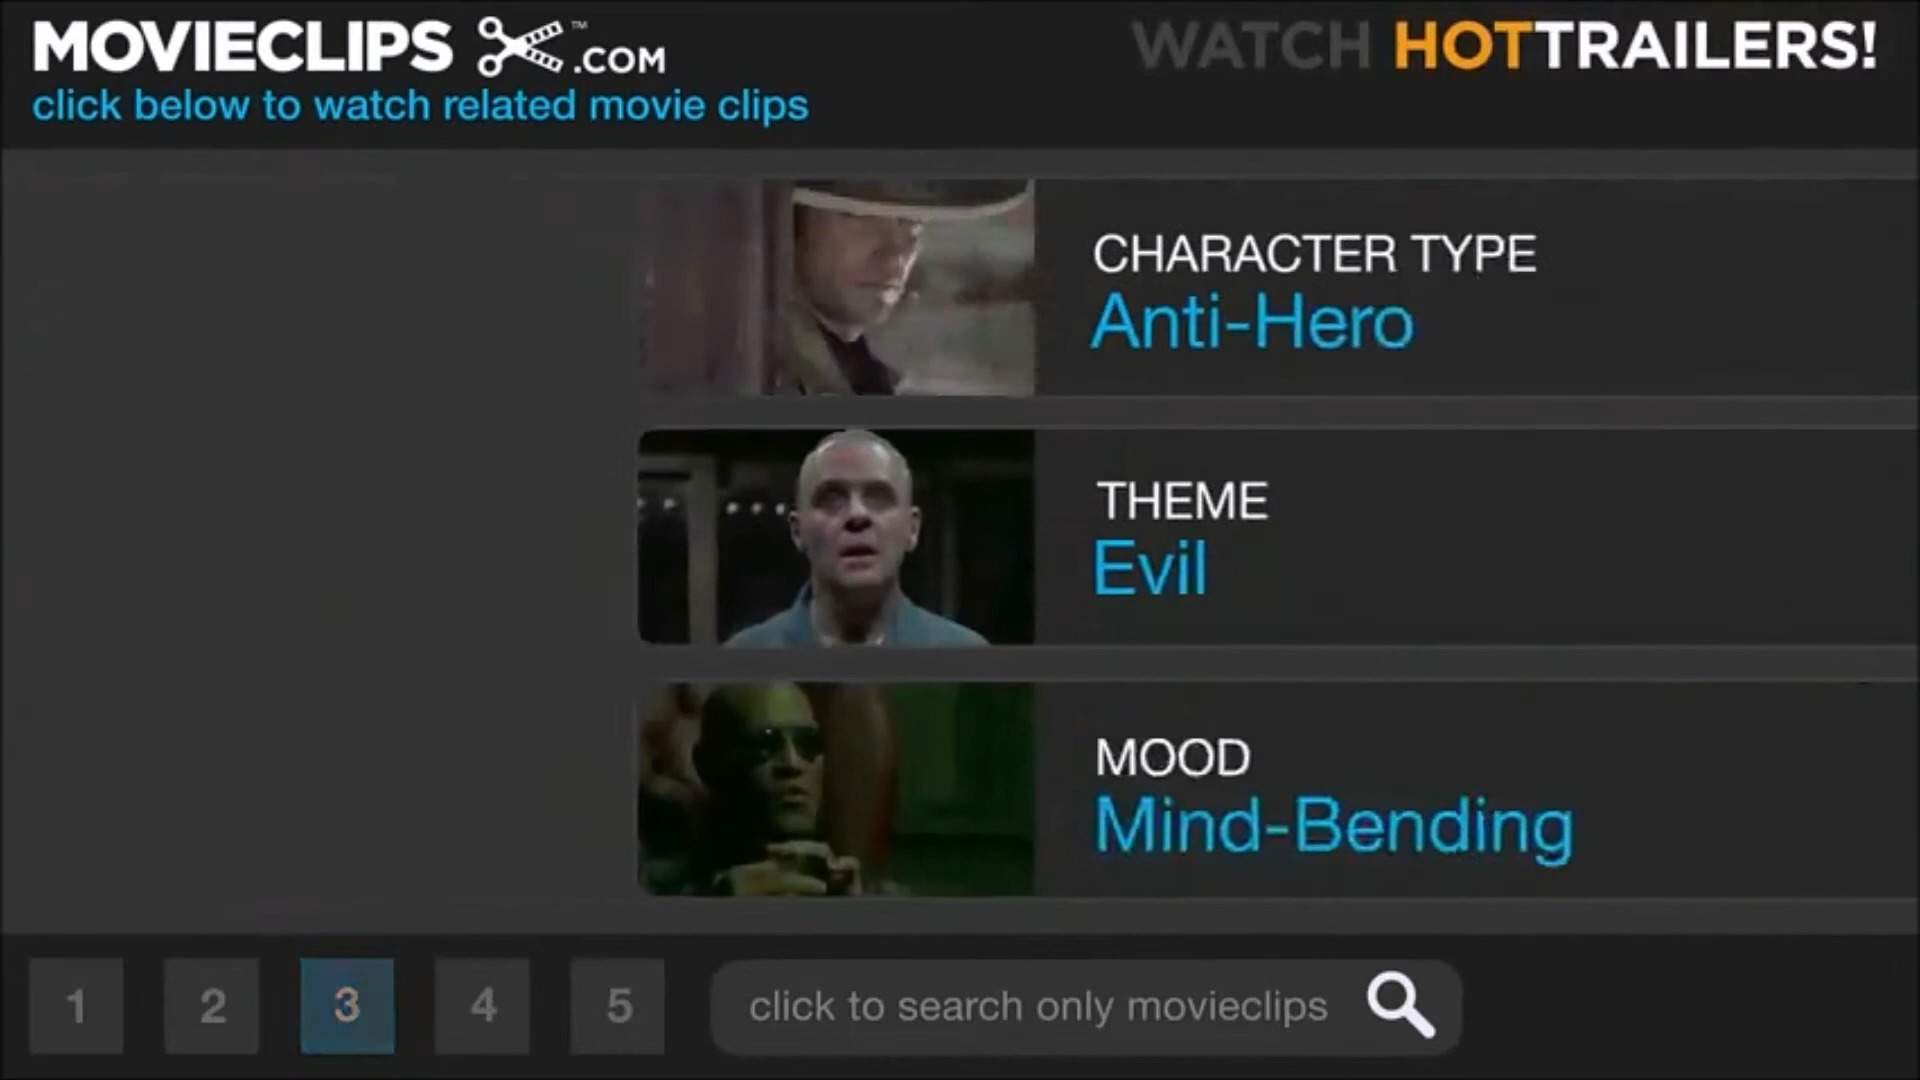 MOVIECLIPS ™ .COM
WATCH HOTTRAILERS!
click below to watch related movie clips
CHARACTER TYPE
Anti-Hero
THEME
Evil
MOOD
Mind-Bending
1 2 3 4 5
click to search only movieclips